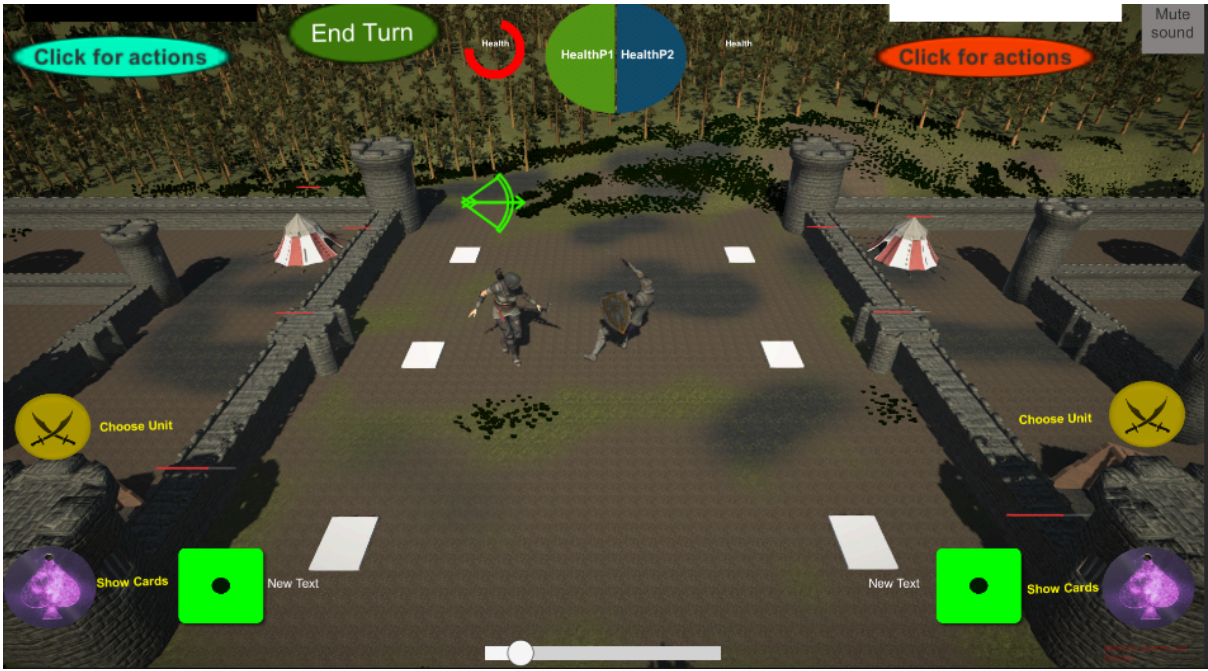 End Turn
Health
HealthP1
HealthP2
Health
Mute
sound
Click for actions
Click for actions
Choose Unit
Choose Unit
Show Cards
New Text
New Text
Show Cards